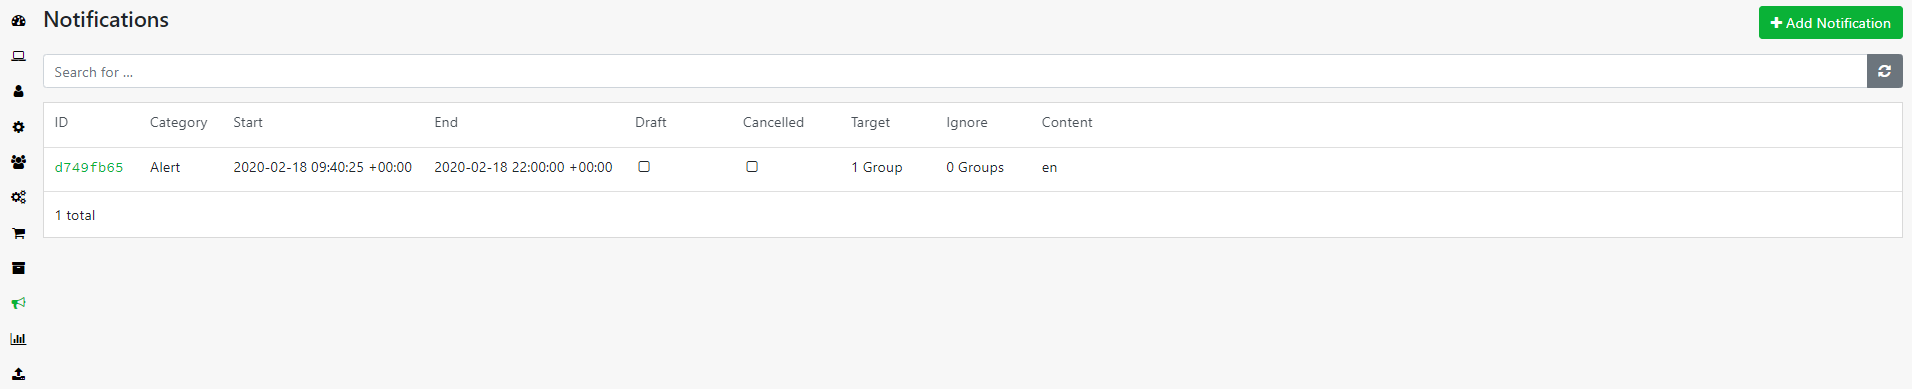 Notifications
Add Notification
Search for ...
ID Category Start End Draft Cancelled Target Ignore Content
d749fb65 Alert 2020-02-18 09:40:25 +00:00 2020-02-18 22:00:00 +00:00 1 Group 0 Groups en
1 total